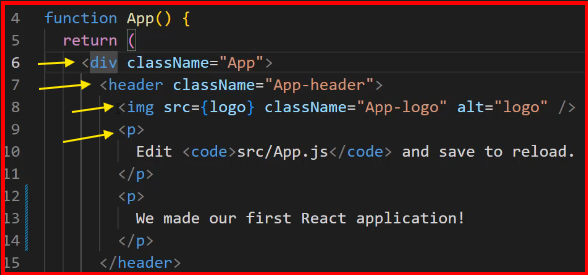 4 function App() {
5 return (
6 <div className="App">
7 <header className="App-header">
8 <img src={logo} className="App-logo" alt="logo" />
9 <p>
10 Edit <code>src/App.js</code> and save to reload.
11 </p>
12 <p>
13 We made our first React application!
14 </p>
15 </header>